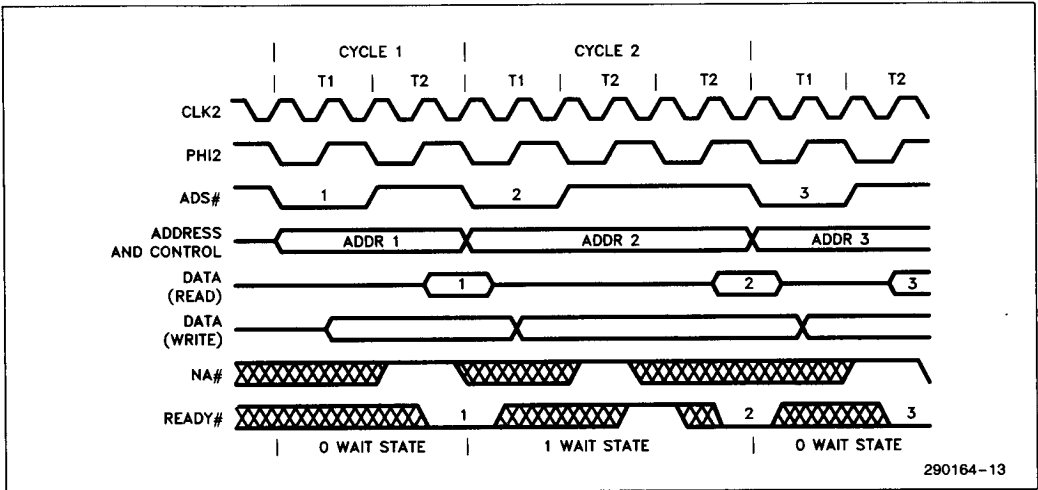 CYCLE 1 CYCLE 2
T1 T2 T1 T2 T2 T1 T2
CLK2
PHI2
ADS# 1 2 3
ADDRESS
AND CONTROL ADDR 1 ADDR 2 ADDR 3
DATA
(READ) 1 2 3
DATA
(WRITE)
NA#
READY# 1 2 3
0 WAIT STATE 1 WAIT STATE 0 WAIT STATE
290164-13